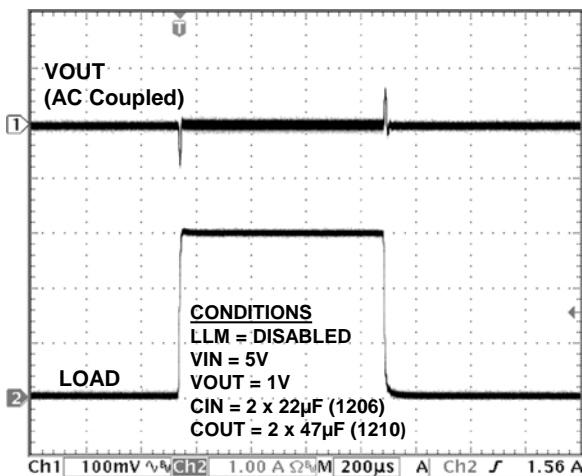 T
VOUT
(AC Coupled)
1
CONDITIONS
LLM = DISABLED
VIN = 5V
VOUT = 1V
CIN = 2 x 22µF (1206)
COUT = 2 x 47µF (1210)
LOAD
2
Ch1 100mV Ch2 1.00 A Ω M 200µs A Ch2 1.56 A